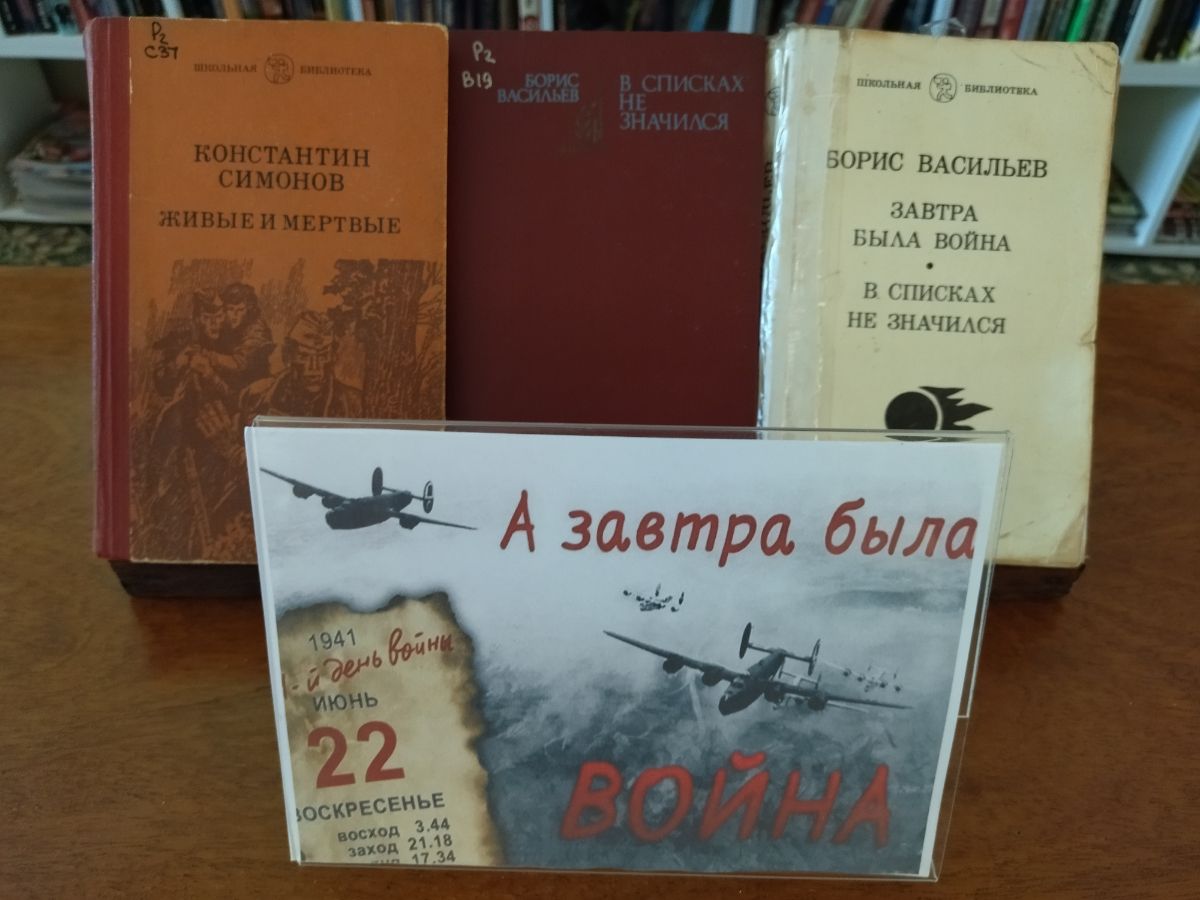 Р2
С37
ШКОЛЬНАЯ БИБЛИОТЕКА
КОНСТАНТИН
СИМОНОВ
ЖИВЫЕ И МЕРТВЫЕ
Р2
В19
БОРИС
ВАСИЛЬЕВ
В СПИСКАХ
НЕ
ЗНАЧИЛСЯ
ШКОЛЬНАЯ БИБЛИОТЕКА
БОРИС ВАСИЛЬЕВ
ЗАВТРА
БЫЛА ВОЙНА
•
В СПИСКАХ
НЕ ЗНАЧИЛСЯ
А завтра была
ВОЙНА
1941
-й день войны
ИЮНЬ
22
ВОСКРЕСЕНЬЕ
восход 3.44
заход 21.18
17.34